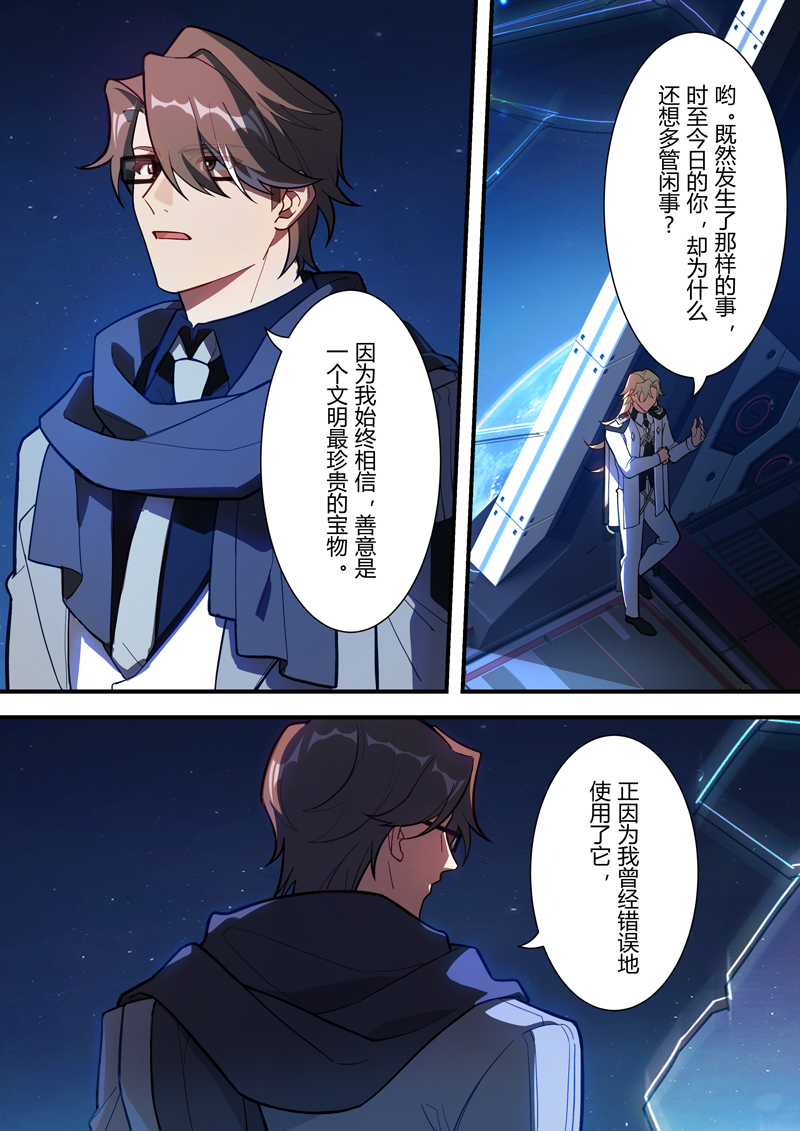 哟。既然发生了那样的事，
时至今日的你，却为什么
还想多管闲事？
因为我始终相信，善意是
一个文明最珍贵的宝物。
正因为我曾经错误地
使用了它，